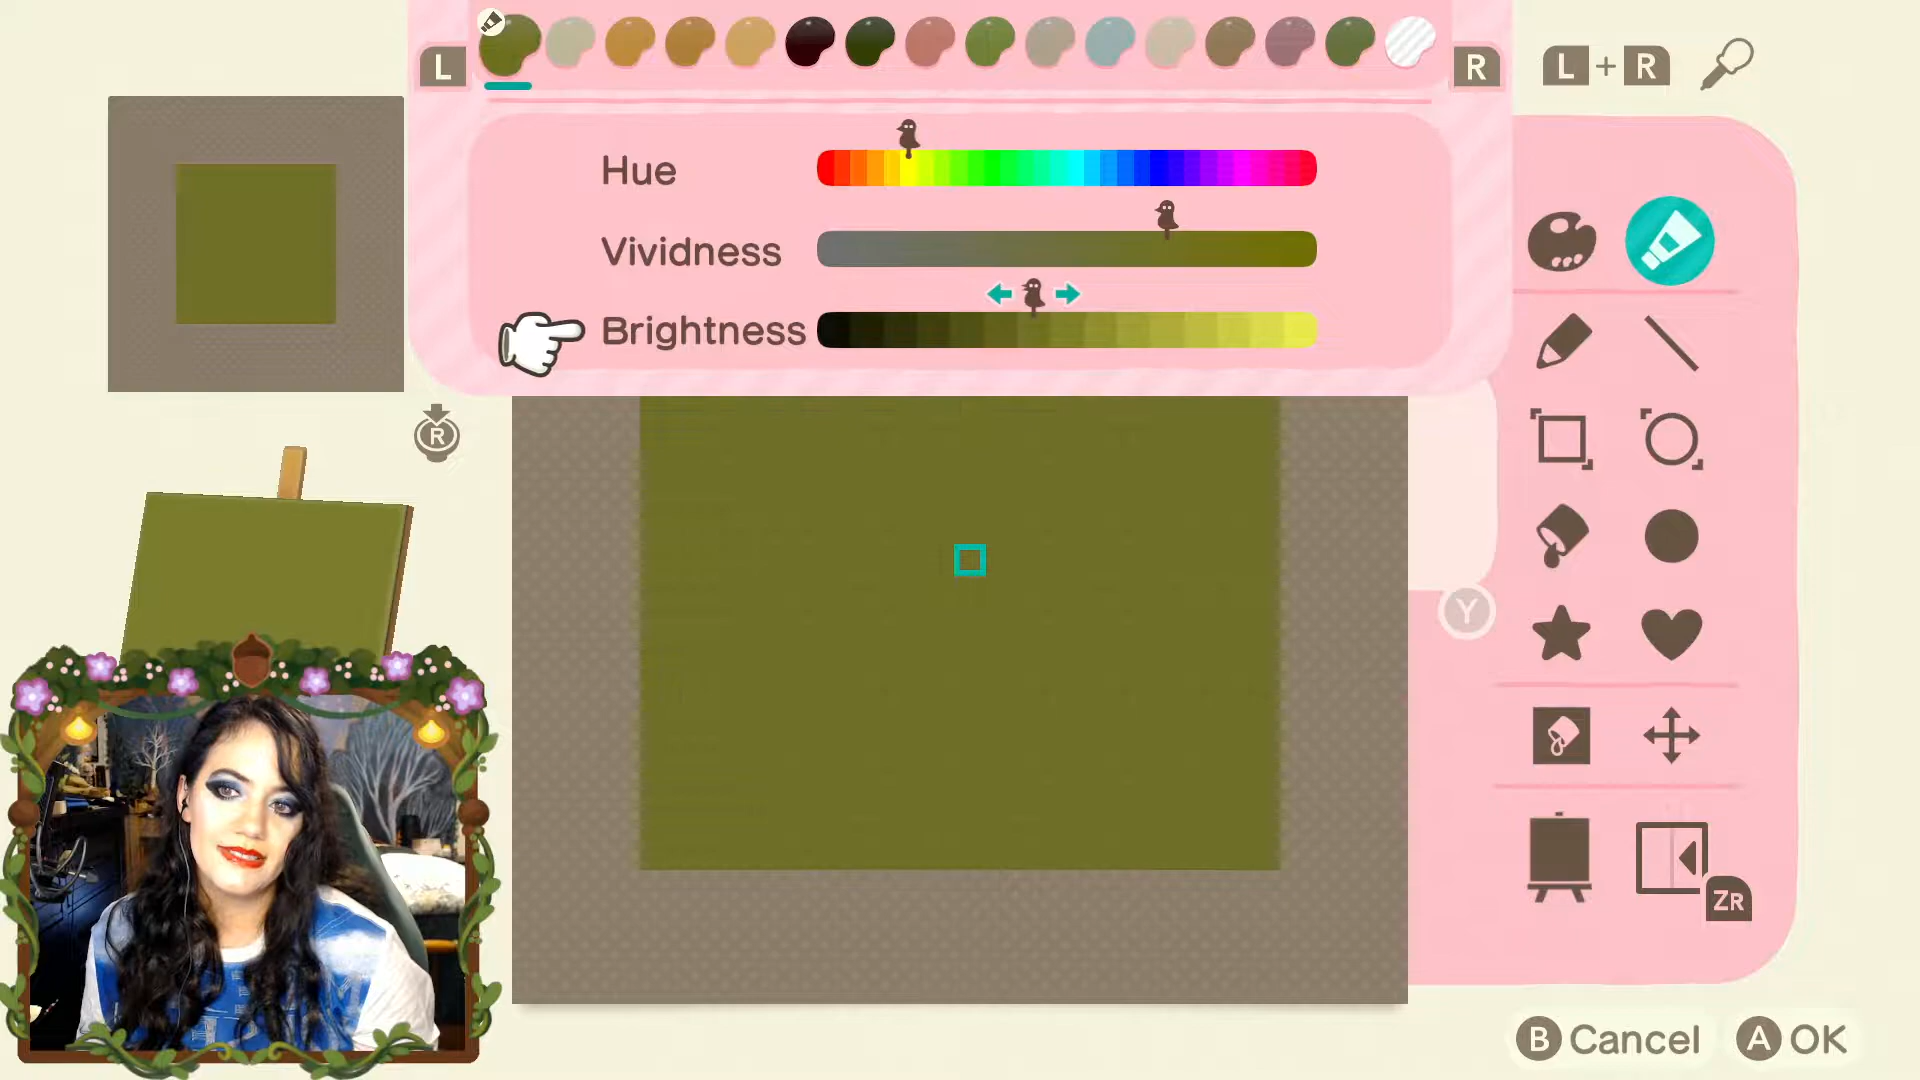 L
R
L + R
Hue
Vividness
Brightness
R
Y
ZR
B Cancel
A OK